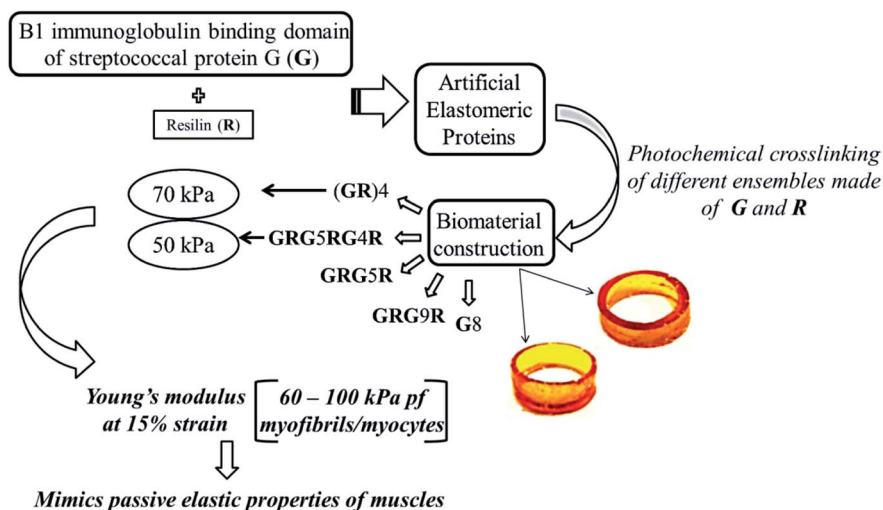 B1 immunoglobulin binding domain
of streptococcal protein G (G)
Resilin (R)
Artificial
Elastomeric
Proteins
Photochemical crosslinking
of different ensembles made
of G and R
Biomaterial
construction
(GR)4
70 kPa
GRG5RG4R
50 kPa
GRG5R
GRG9R
G8
Young's modulus
at 15% strain
60 – 100 kPa pf
myofibrils/myocytes
Mimics passive elastic properties of muscles